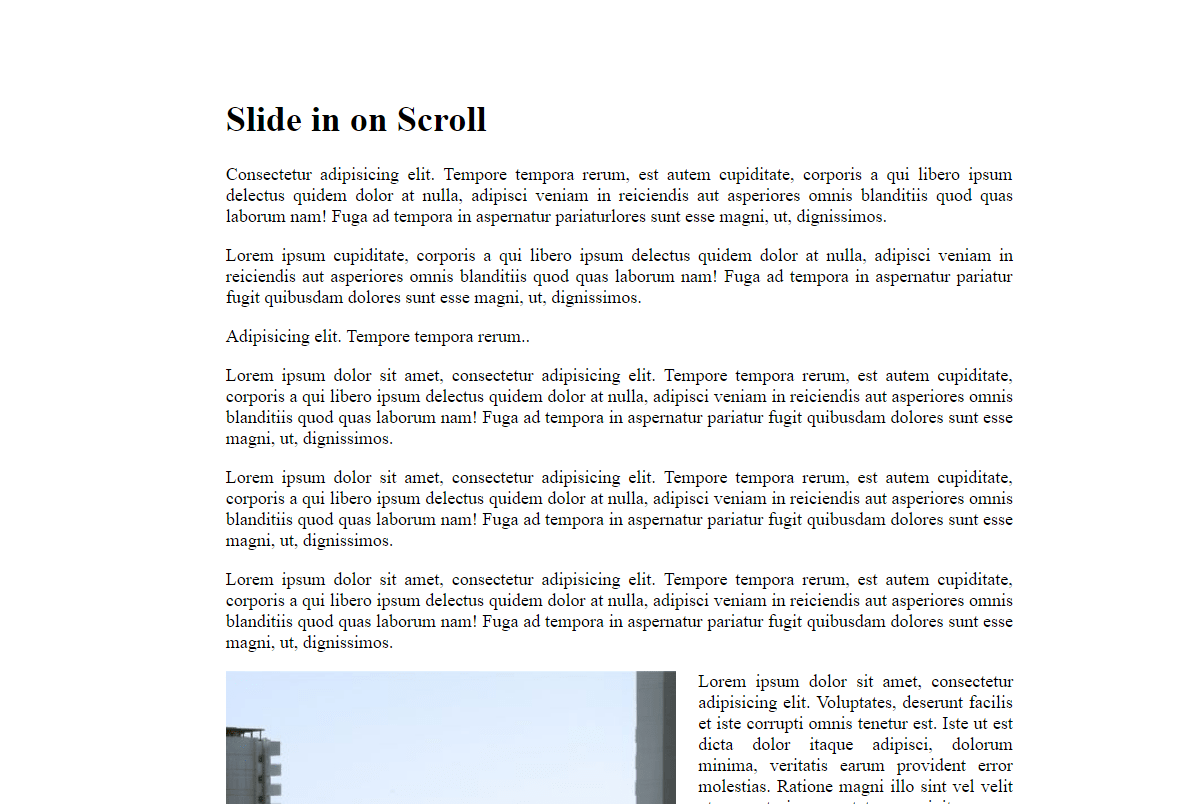 Slide in on Scroll
Consectetur adipisicing elit. Tempore tempora rerum, est autem cupiditate, corporis a qui libero ipsum
delectus quidem dolor at nulla, adipisci veniam in reiciendis aut asperiores omnis blanditiis quod quas
laborum nam! Fuga ad tempora in aspernatur pariaturlores sunt esse magni, ut, dignissimos.
Lorem ipsum cupiditate, corporis a qui libero ipsum delectus quidem dolor at nulla, adipisci veniam in
reiciendis aut asperiores omnis blanditiis quod quas laborum nam! Fuga ad tempora in aspernatur pariatur
fugit quibusdam dolores sunt esse magni, ut, dignissimos.
Adipisicing elit. Tempore tempora rerum..
Lorem ipsum dolor sit amet, consectetur adipisicing elit. Tempore tempora rerum, est autem cupiditate,
corporis a qui libero ipsum delectus quidem dolor at nulla, adipisci veniam in reiciendis aut asperiores omnis
blanditiis quod quas laborum nam! Fuga ad tempora in aspernatur pariatur fugit quibusdam dolores sunt esse
magni, ut, dignissimos.
Lorem ipsum dolor sit amet, consectetur adipisicing elit. Tempore tempora rerum, est autem cupiditate,
corporis a qui libero ipsum delectus quidem dolor at nulla, adipisci veniam in reiciendis aut asperiores omnis
blanditiis quod quas laborum nam! Fuga ad tempora in aspernatur pariatur fugit quibusdam dolores sunt esse
magni, ut, dignissimos.
Lorem ipsum dolor sit amet, consectetur adipisicing elit. Tempore tempora rerum, est autem cupiditate,
corporis a qui libero ipsum delectus quidem dolor at nulla, adipisci veniam in reiciendis aut asperiores omnis
blanditiis quod quas laborum nam! Fuga ad tempora in aspernatur pariatur fugit quibusdam dolores sunt esse
magni, ut, dignissimos.
Lorem ipsum dolor sit amet, consectetur
adipisicing elit. Voluptates, deserunt facilis
et iste corrupti omnis tenetur est. Iste ut est
dicta dolor itaque adipisci, dolorum
minima, veritatis earum provident error
molestias. Ratione magni illo sint vel velit